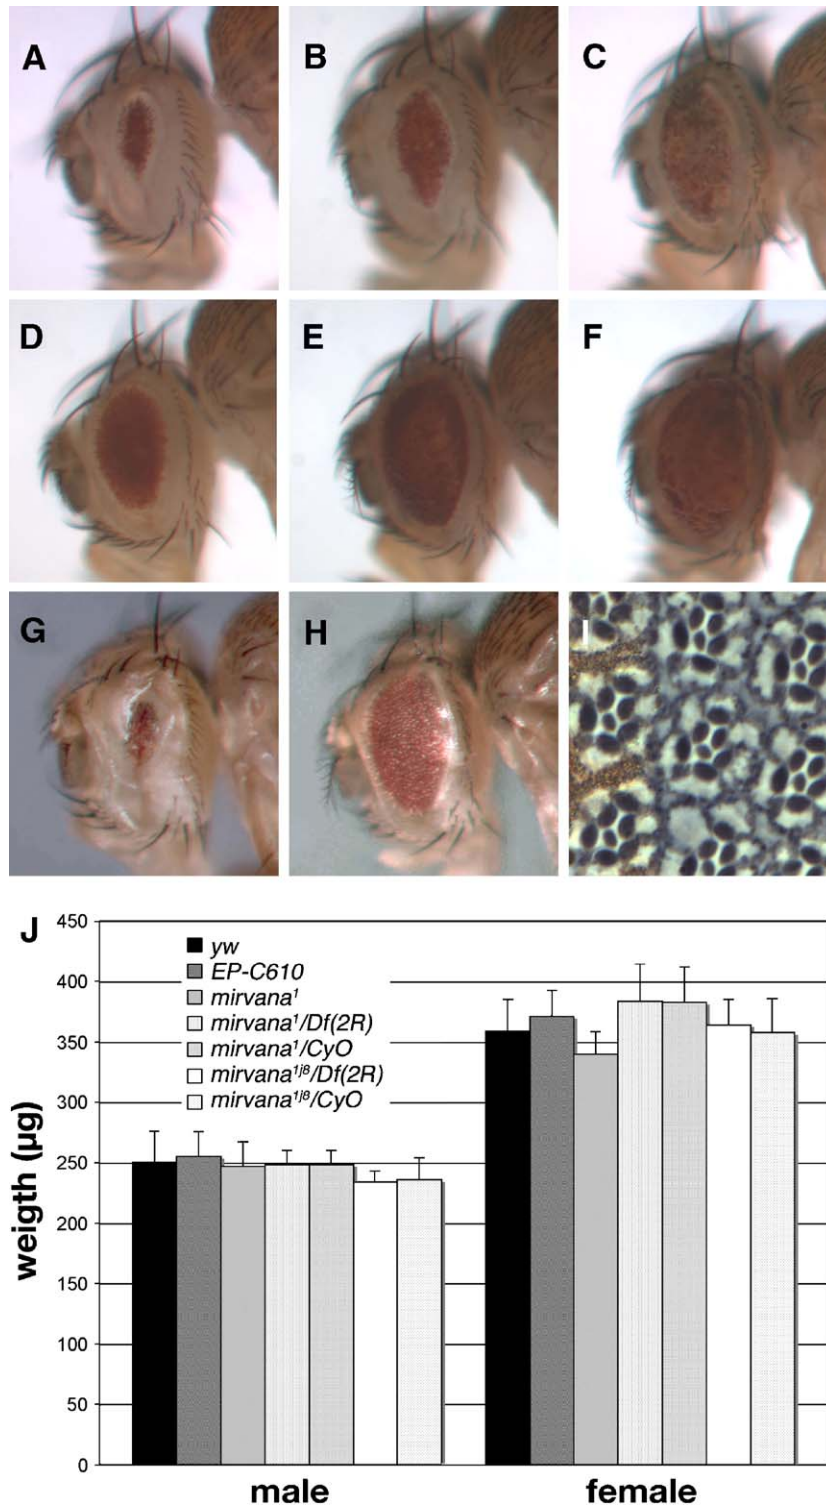 A
B
C
D
E
F
G
H
I
J
450
400
350
300
250
200
150
100
50
0
weigth (μg)
yw
EP-C610
mirvana¹
mirvana¹/Df(2R)
mirvana¹/CyO
mirvana¹ʲ⁸/Df(2R)
mirvana¹ʲ⁸/CyO
male
female